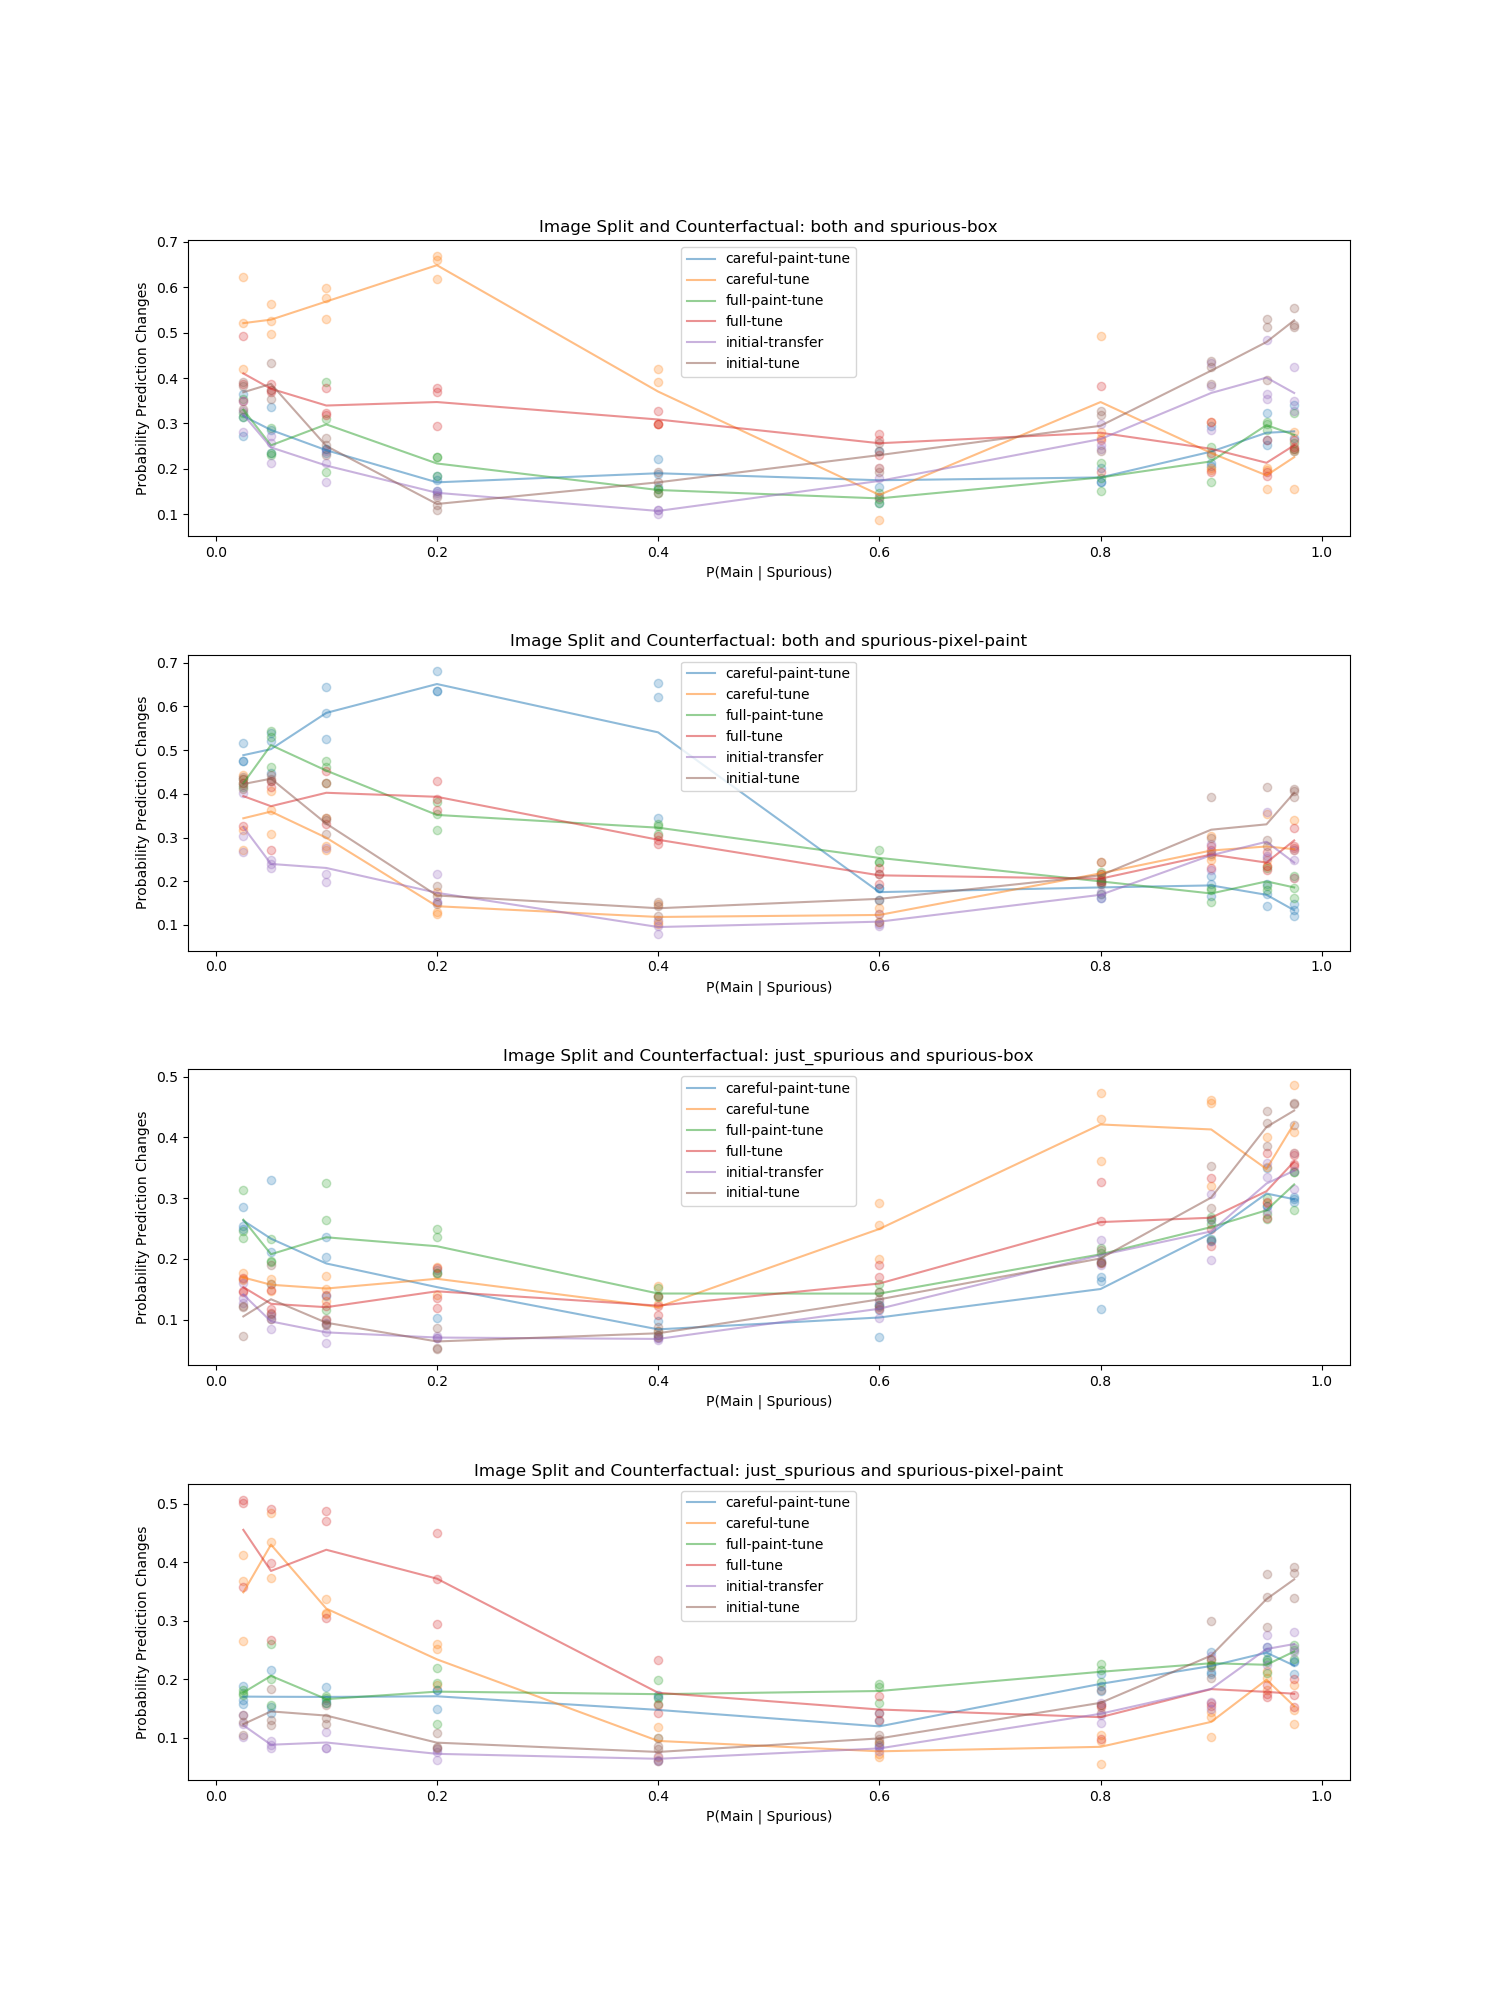 Image Split and Counterfactual: both and spurious-box
Probability Prediction Changes
0.7
0.6
0.5
0.4
0.3
0.2
0.1
careful-paint-tune
careful-tune
full-paint-tune
full-tune
initial-transfer
initial-tune
0.0 0.2 0.4 0.6 0.8 1.0
P(Main | Spurious)
Image Split and Counterfactual: both and spurious-pixel-paint
Probability Prediction Changes
0.7
0.6
0.5
0.4
0.3
0.2
0.1
careful-paint-tune
careful-tune
full-paint-tune
full-tune
initial-transfer
initial-tune
0.0 0.2 0.4 0.6 0.8 1.0
P(Main | Spurious)
Image Split and Counterfactual: just_spurious and spurious-box
Probability Prediction Changes
0.5
0.4
0.3
0.2
0.1
careful-paint-tune
careful-tune
full-paint-tune
full-tune
initial-transfer
initial-tune
0.0 0.2 0.4 0.6 0.8 1.0
P(Main | Spurious)
Image Split and Counterfactual: just_spurious and spurious-pixel-paint
Probability Prediction Changes
0.5
0.4
0.3
0.2
0.1
careful-paint-tune
careful-tune
full-paint-tune
full-tune
initial-transfer
initial-tune
0.0 0.2 0.4 0.6 0.8 1.0
P(Main | Spurious)